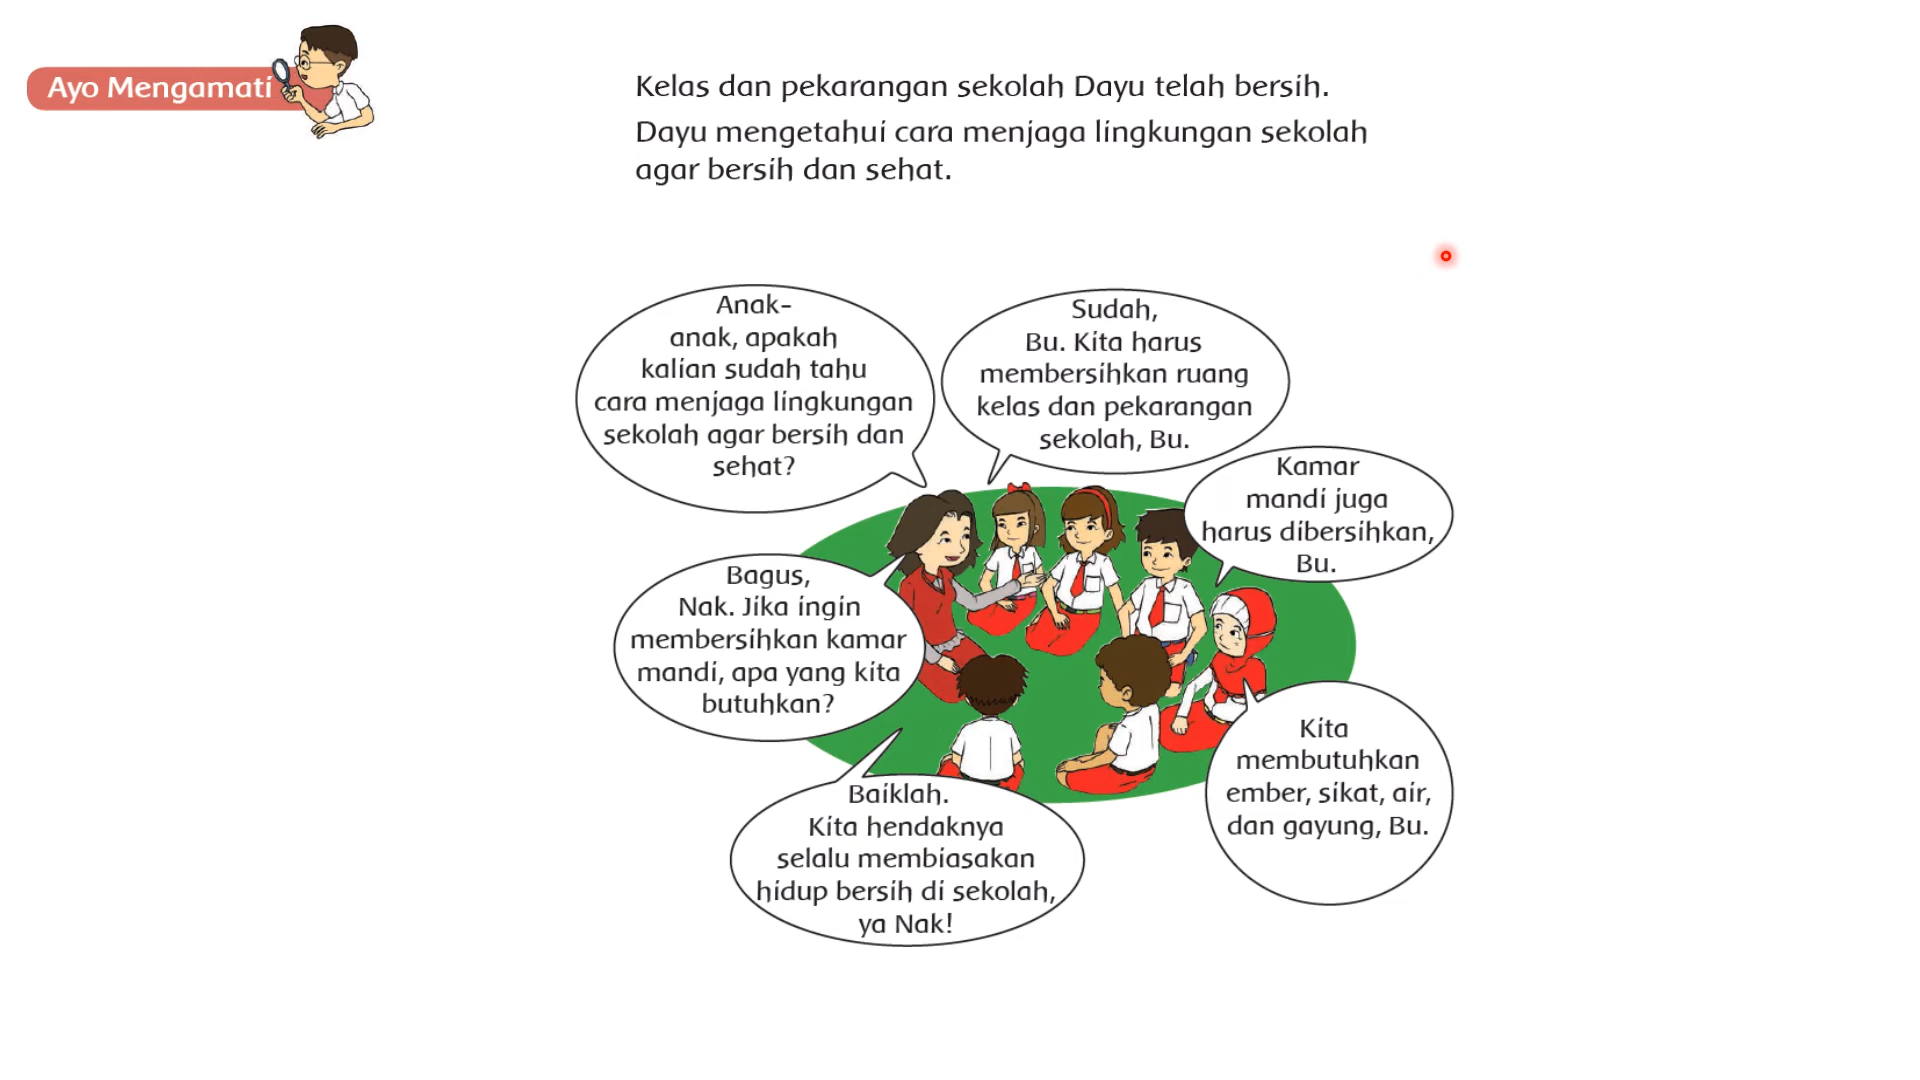 Ayo Mengamati
Kelas dan pekarangan sekolah Dayu telah bersih.
Dayu mengetahui cara menjaga lingkungan sekolah
agar bersih dan sehat.
Anak-
anak, apakah
kalian sudah tahu
cara menjaga lingkungan
sekolah agar bersih dan
sehat?
Sudah,
Bu. Kita harus
membersihkan ruang
kelas dan pekarangan
sekolah, Bu.
Kamar
mandi juga
harus dibersihkan,
Bu.
Bagus,
Nak. Jika ingin
membersihkan kamar
mandi, apa yang kita
butuhkan?
Kita
membutuhkan
ember, sikat, air,
dan gayung, Bu.
Baiklah.
Kita hendaknya
selalu membiasakan
hidup bersih di sekolah,
ya Nak!